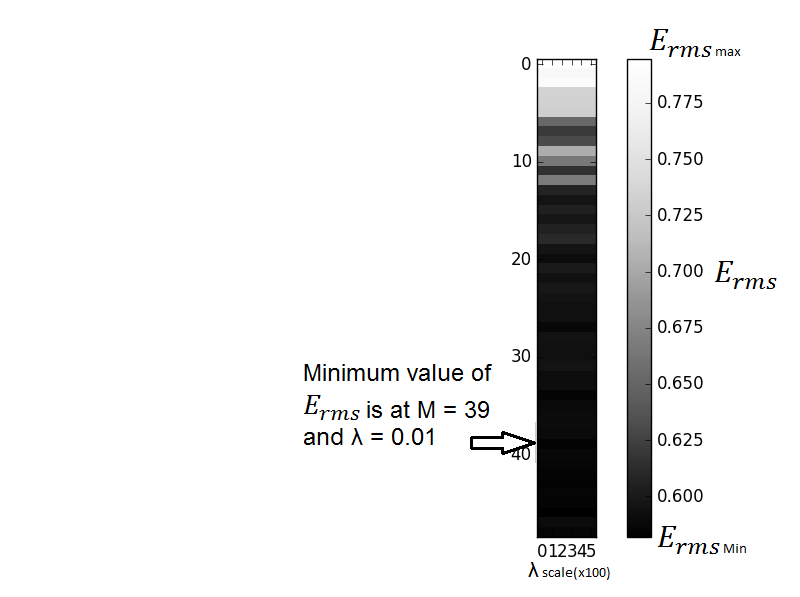 E_rms max
0
0.775
0.750
10
0.725
20
0.700
E_rms
0.675
30
0.650
Minimum value of
E_rms is at M = 39
and λ = 0.01
0.625
40
0.600
E_rms Min
012345
λ scale(x100)